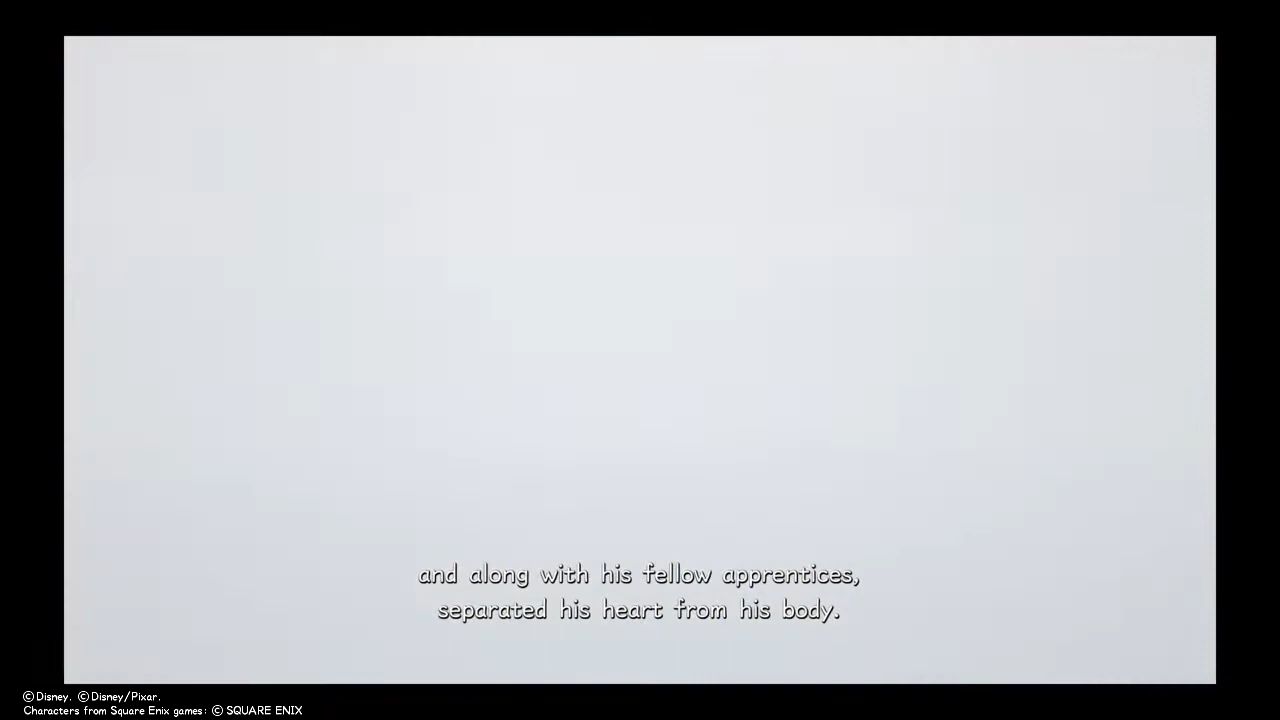 and along with his fellow apprentices,
separated his heart from his body.
©Disney. ©Disney/Pixar.
Characters from Square Enix games: © SQUARE ENIX